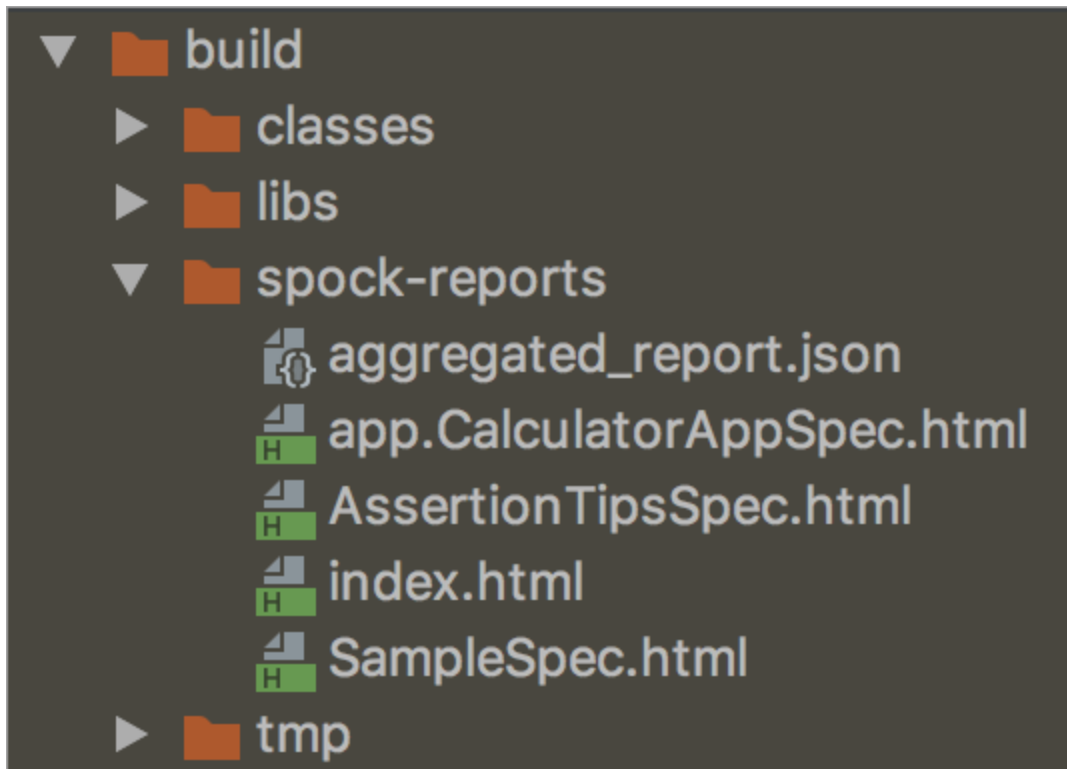 build
classes
libs
spock-reports
aggregated_report.json
H app.CalculatorAppSpec.html
H AssertionTipsSpec.html
H index.html
H SampleSpec.html
tmp